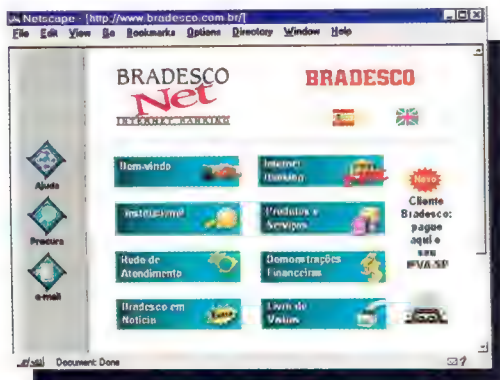 Netscape - [http://www.bradesco.com.br/]
File Edit View Go Bookmarks Options Directory Window Help
BRADESCO
Net
INTERNET BANKING
BRADESCO
Bem-vindo
Internet
Banking
Novo
Ajuda
Institucional
Produtos e
Serviços
Cliente
Bradesco:
pague
aqui o
seu
IPVA-SP
Procura
Rede de
Atendimento
Demonstrações
Financeiras
e-mail
Bradesco em
Notícia
Livro de
Visitas
Document: Done